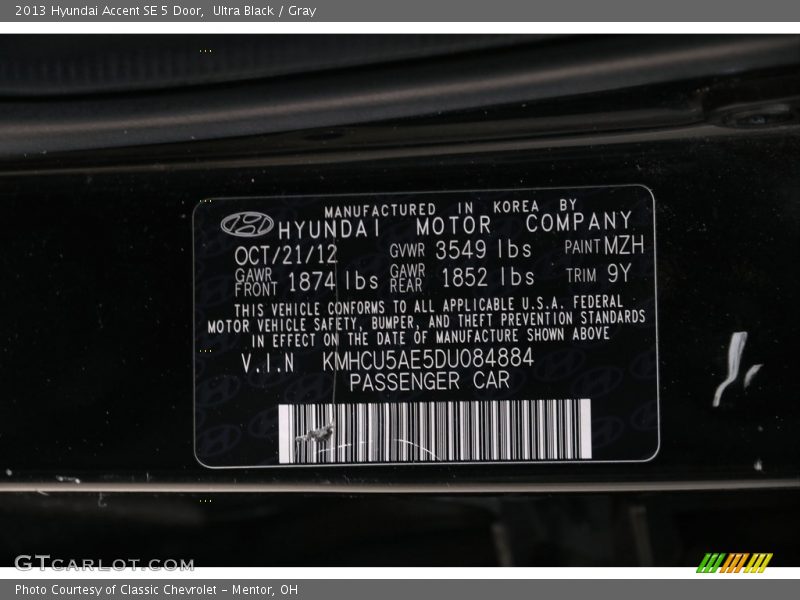 2013 Hyundai Accent SE 5 Door,  Ultra Black / Gray
MANUFACTURED IN KOREA BY
HYUNDAI MOTOR COMPANY
OCT/21/12 GVWR 3549 lbs PAINT MZH
GAWR FRONT 1874 lbs GAWR REAR 1852 lbs TRIM 9Y
THIS VEHICLE CONFORMS TO ALL APPLICABLE U.S.A. FEDERAL
MOTOR VEHICLE SAFETY, BUMPER, AND THEFT PREVENTION STANDARDS
IN EFFECT ON THE DATE OF MANUFACTURE SHOWN ABOVE
V.I.N KMHCU5AE5DU084884
PASSENGER CAR
GTCARLOT.COM
Photo Courtesy of Classic Chevrolet - Mentor, OH